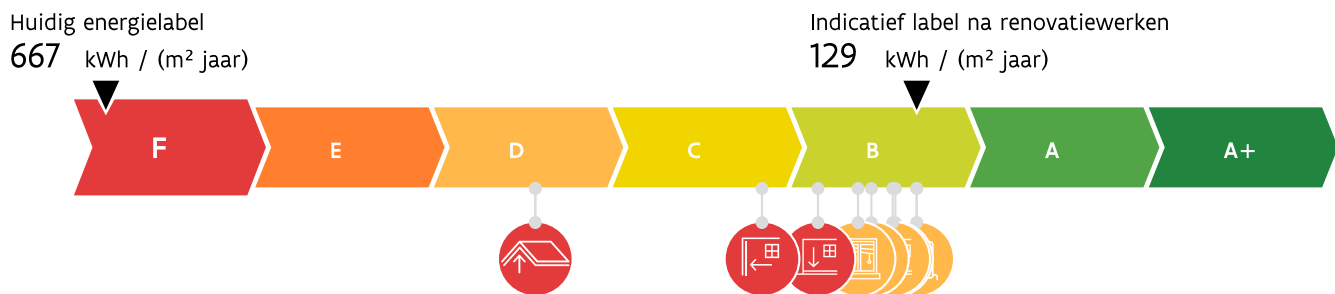 Huidig energielabel
667 kWh / (m² jaar)
Indicatief label na renovatiewerken
129 kWh / (m² jaar)
F E D C B A A+